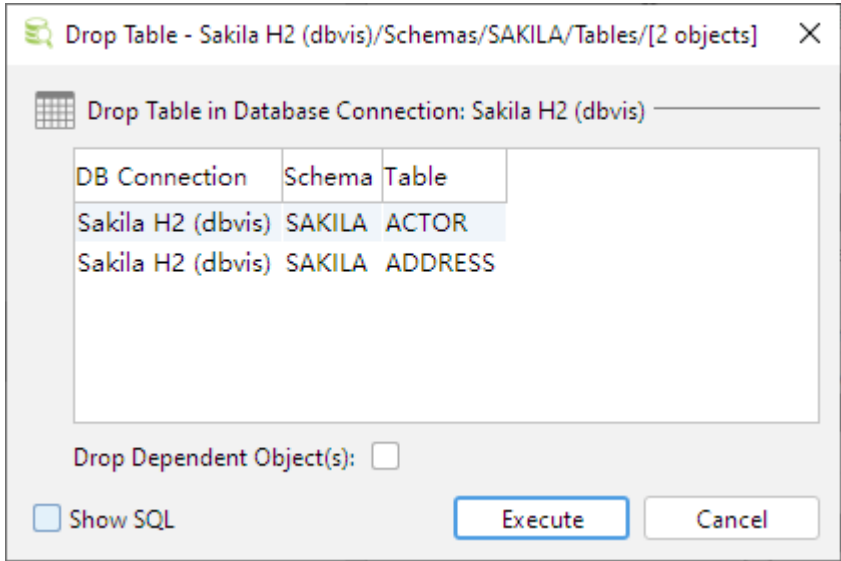 Drop Table - Sakila H2 (dbvis)/Schemas/SAKILA/Tables/[2 objects]
Drop Table in Database Connection: Sakila H2 (dbvis)
DB Connection Schema Table
Sakila H2 (dbvis) SAKILA ACTOR
Sakila H2 (dbvis) SAKILA ADDRESS
Drop Dependent Object(s):
Show SQL Execute Cancel